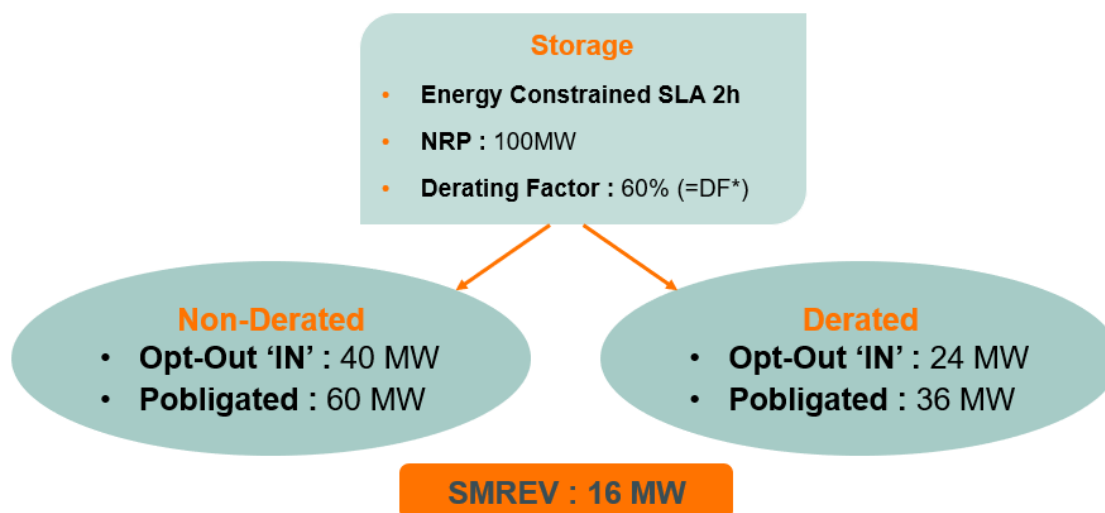 Storage
• Energy Constrained SLA 2h
• NRP : 100MW
• Derating Factor : 60% (=DF*)
Non-Derated
• Opt-Out ‘IN’ : 40 MW
• Pobligated : 60 MW
Derated
• Opt-Out ‘IN’ : 24 MW
• Pobligated : 36 MW
SMREV : 16 MW